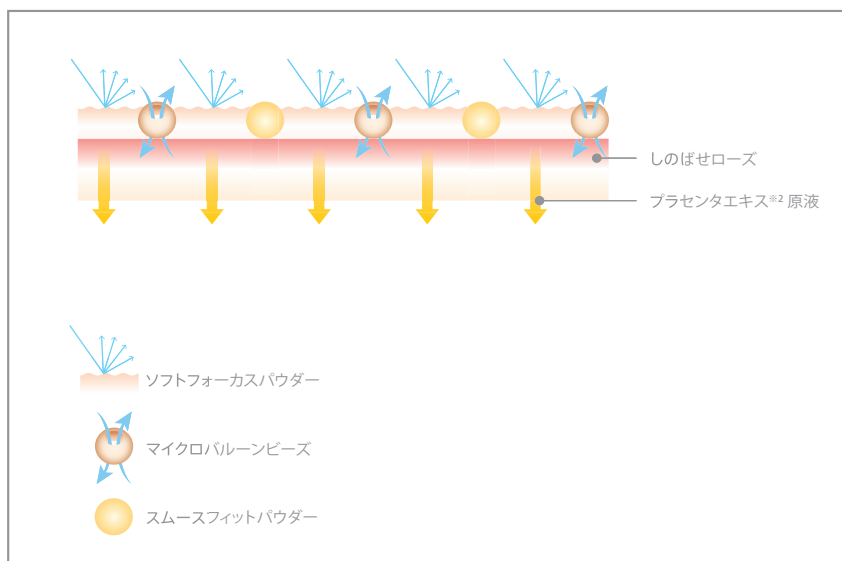 しのばせローズ
プラセンタエキス※2 原液
ソフトフォーカスパウダー
マイクロバルーンビーズ
スムースフィットパウダー